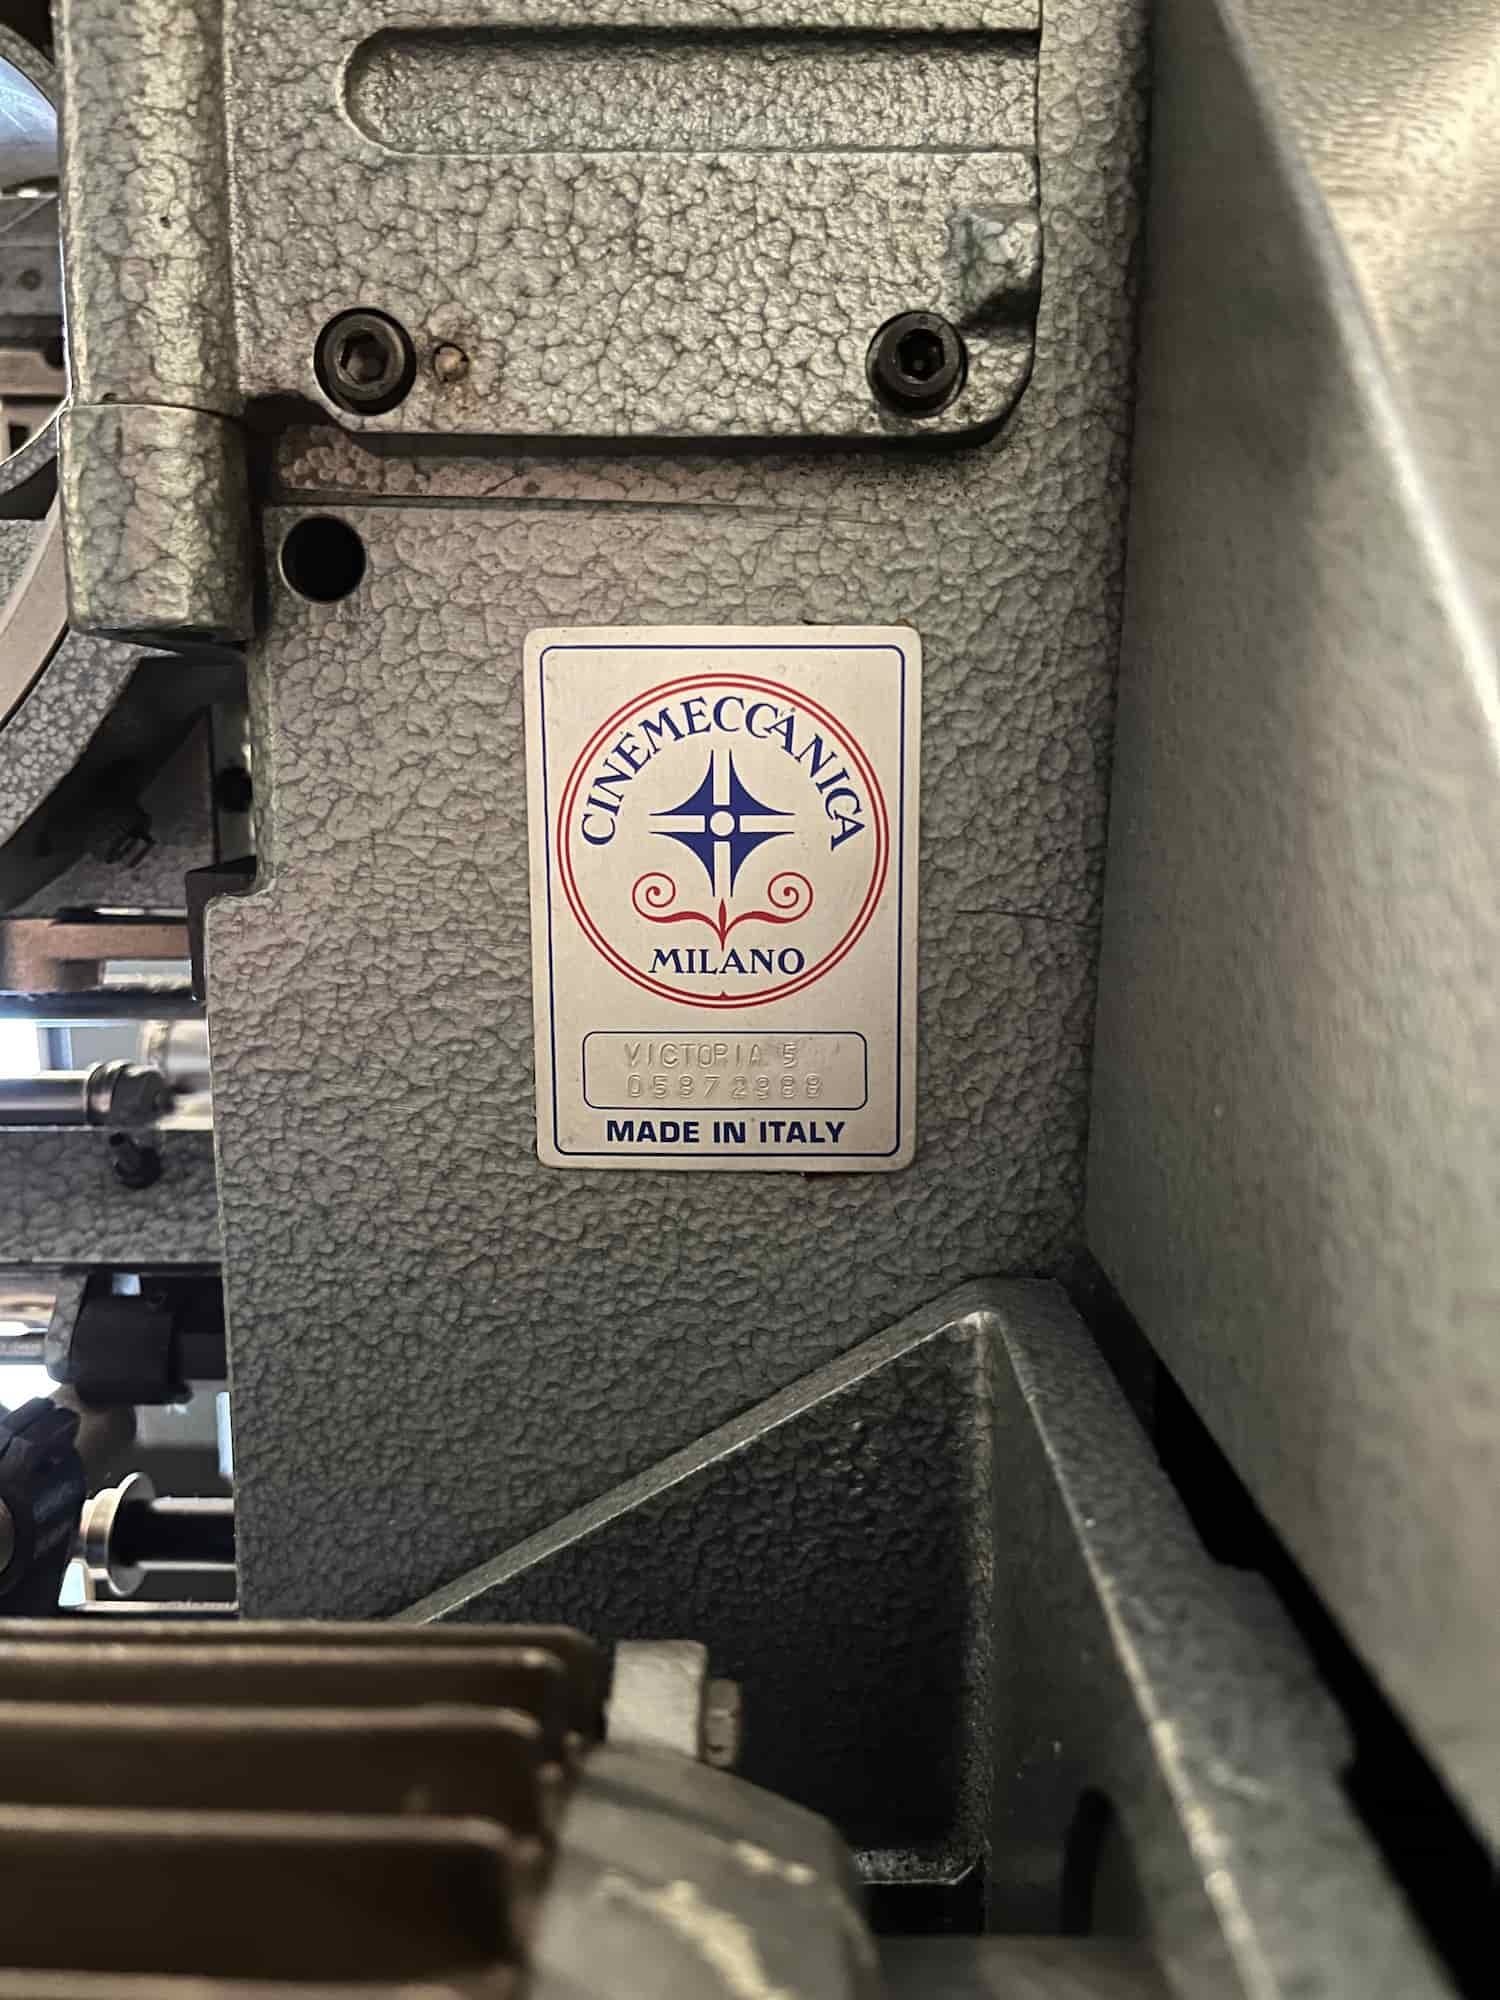 CINEMECCANICA
MILANO
VICTORIA 5
05872988
MADE IN ITALY